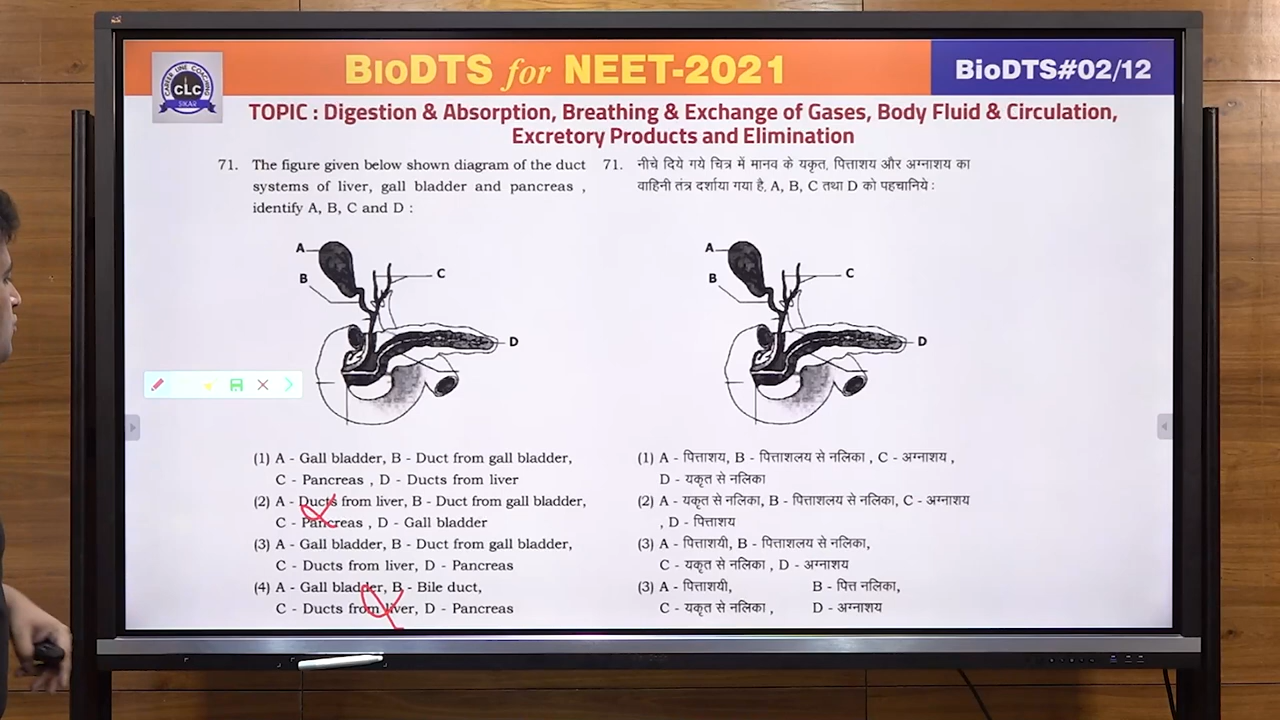 BIODTS for NEET-2021
BioDTS#02/12
CAREER LINE COACHING
CLC
SIKAR
TOPIC : Digestion & Absorption, Breathing & Exchange of Gases, Body Fluid & Circulation,
Excretory Products and Elimination
71. The figure given below shown diagram of the duct
systems of liver, gall bladder and pancreas ,
identify A, B, C and D :
A
B
C
D
(1) A - Gall bladder, B - Duct from gall bladder,
C - Pancreas , D - Ducts from liver
(2) A - Ducts from liver, B - Duct from gall bladder,
C - Pancreas , D - Gall bladder
(3) A - Gall bladder, B - Duct from gall bladder,
C - Ducts from liver, D - Pancreas
(4) A - Gall bladder, B - Bile duct,
C - Ducts from liver, D - Pancreas
71. नीचे दिये गये चित्र में मानव के यकृत, पित्ताशय और अग्नाशय का
वाहिनी तंत्र दर्शाया गया है, A, B, C तथा D को पहचानिये :
A
B
C
D
(1) A - पित्ताशय, B - पित्ताशलय से नलिका , C - अग्नाशय ,
D - यकृत से नलिका
(2) A - यकृत से नलिका, B - पित्ताशलय से नलिका, C - अग्नाशय
, D - पित्ताशय
(3) A - पित्ताशयी, B - पित्ताशलय से नलिका,
C - यकृत से नलिका , D - अग्नाशय
(3) A - पित्ताशयी, B - पित्त नलिका,
C - यकृत से नलिका , D - अग्नाशय